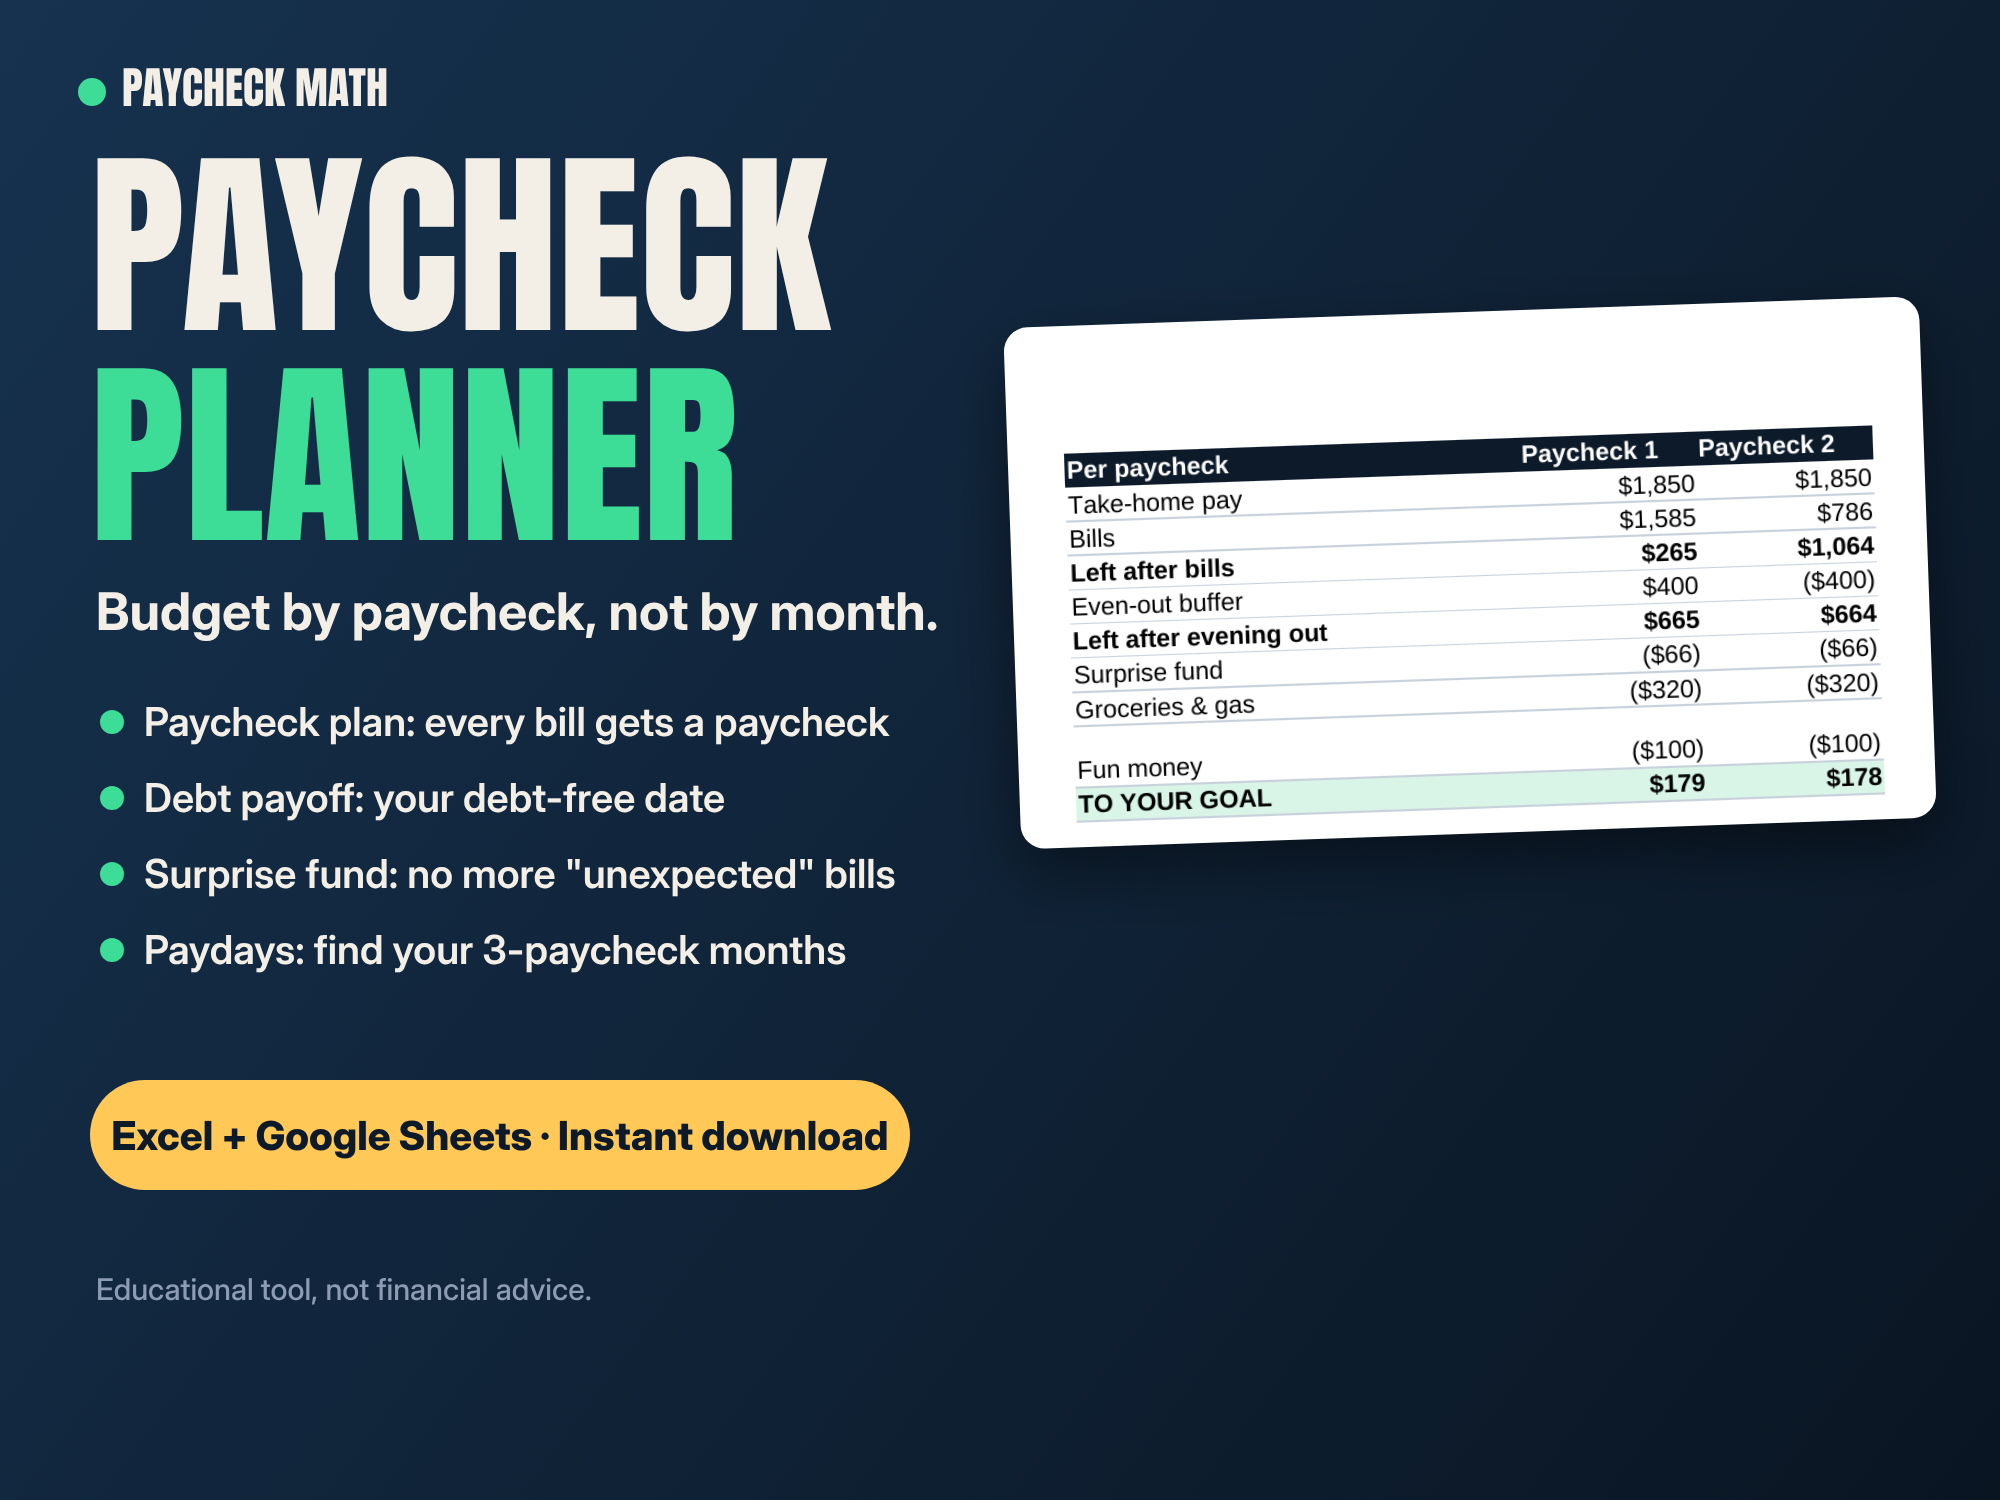 PAYCHECK MATH
PAYCHECK
PLANNER
Budget by paycheck, not by month.
Paycheck plan: every bill gets a paycheck
Debt payoff: your debt-free date
Surprise fund: no more "unexpected" bills
Paydays: find your 3-paycheck months
Excel + Google Sheets · Instant download
Educational tool, not financial advice.
Per paycheck Paycheck 1 Paycheck 2
Take-home pay $1,850 $1,850
Bills $1,585 $786
Left after bills $265 $1,064
Even-out buffer $400 ($400)
Left after evening out $665 $664
Surprise fund ($66) ($66)
Groceries & gas ($320) ($320)
Fun money ($100) ($100)
TO YOUR GOAL $179 $178